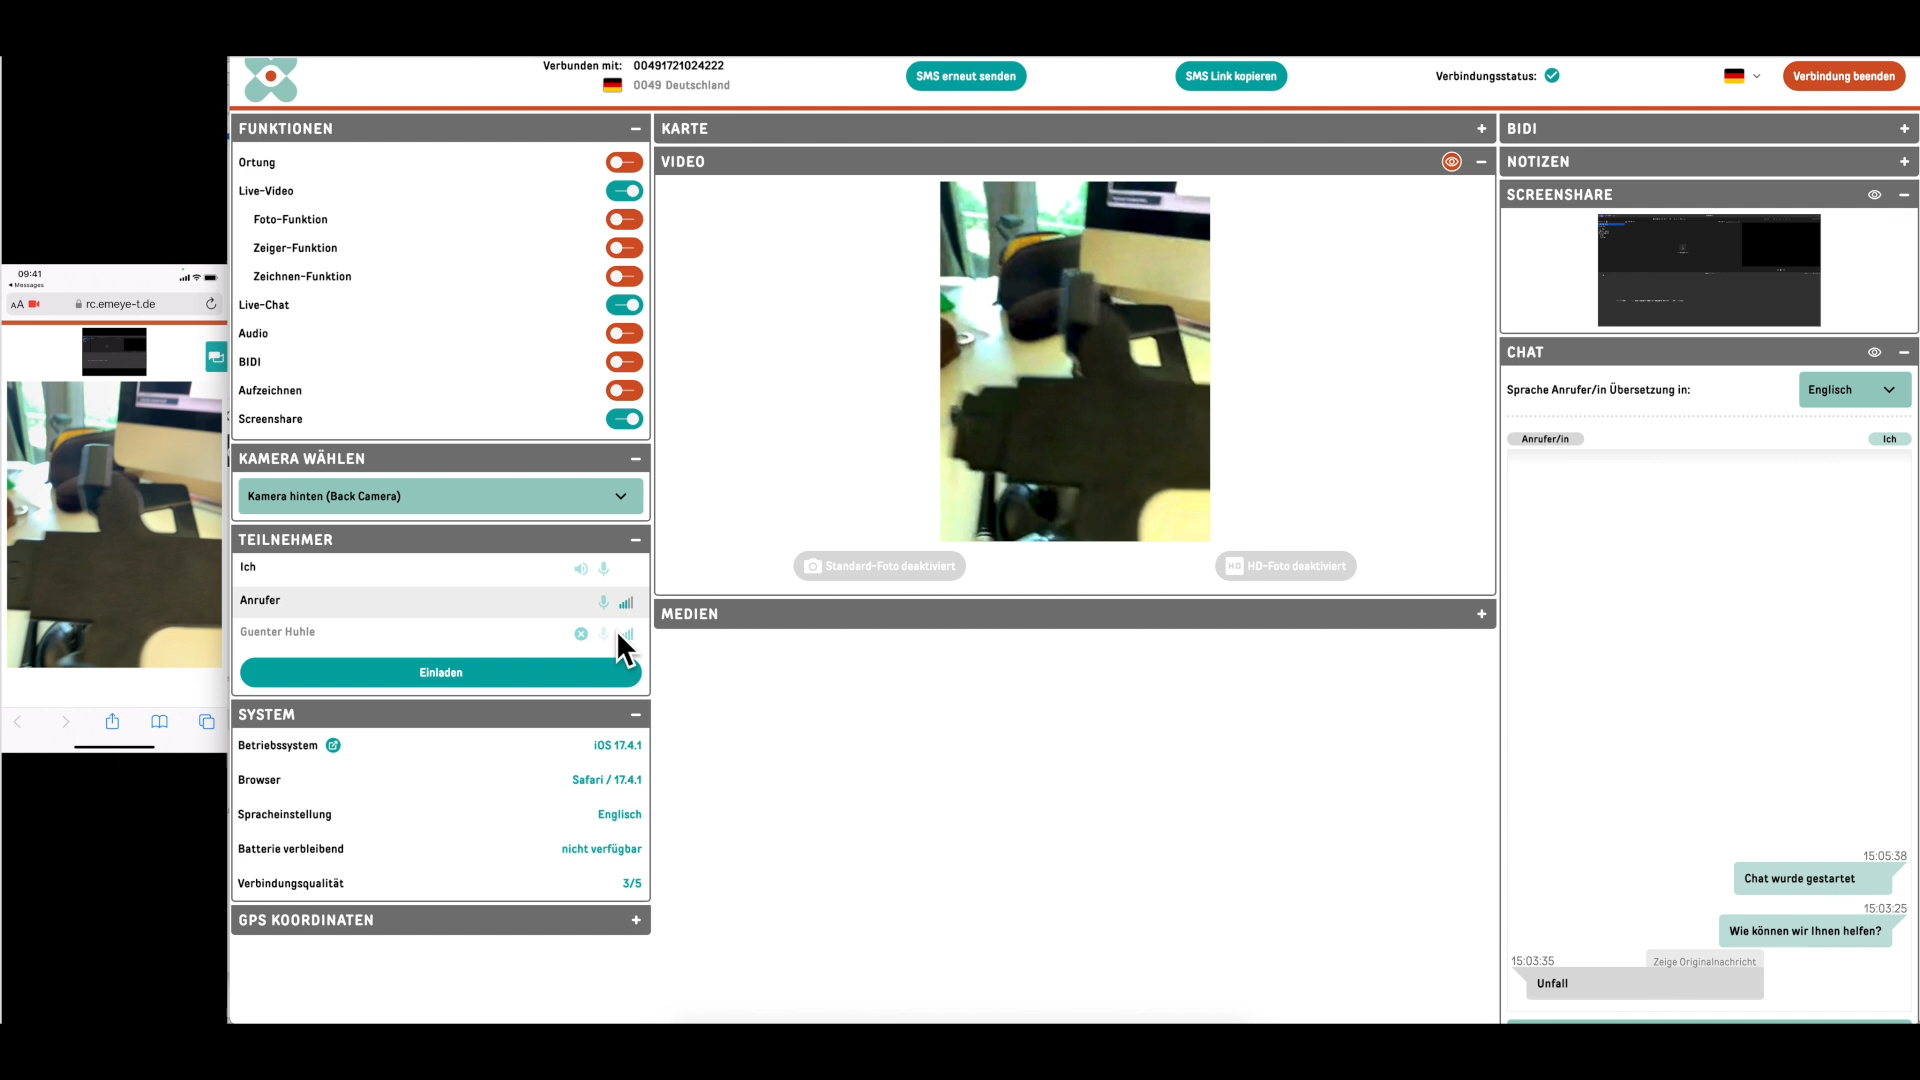 09:41
Messages
AA
rc.emeye-t.de
Verbunden mit: 00491721024222
0049 Deutschland
SMS erneut senden
SMS Link kopieren
Verbindungsstatus:
Verbindung beenden
FUNKTIONEN
Ortung
Live-Video
Foto-Funktion
Zeiger-Funktion
Zeichnen-Funktion
Live-Chat
Audio
BIDI
Aufzeichnen
Screenshare
KAMERA WÄHLEN
Kamera hinten (Back Camera)
TEILNEHMER
Ich
Anrufer
Guenter Huhle
Einladen
SYSTEM
Betriebssystem iOS 17.4.1
Browser Safari / 17.4.1
Spracheinstellung Englisch
Batterie verbleibend nicht verfügbar
Verbindungsqualität 3/5
GPS KOORDINATEN
KARTE
VIDEO
Standard-Foto deaktiviert
HD HD-Foto deaktiviert
MEDIEN
BIDI
NOTIZEN
SCREENSHARE
CHAT
Sprache Anrufer/in Übersetzung in: Englisch
Anrufer/in Ich
15:05:38
Chat wurde gestartet
15:03:25
Wie können wir Ihnen helfen?
15:03:35 Zeige Originalnachricht
Unfall